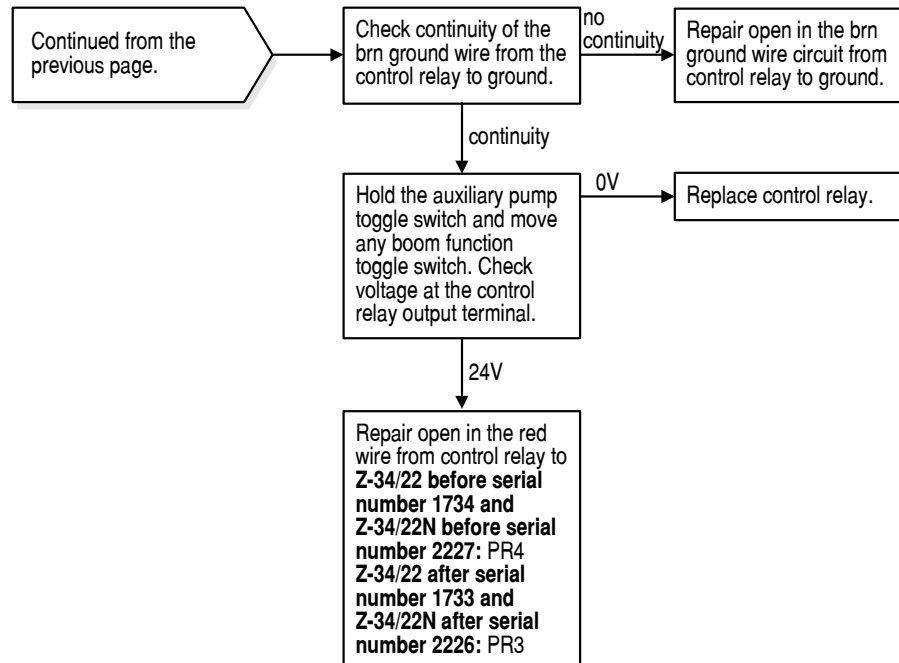 Continued from the
previous page.
Check continuity of the
brn ground wire from the
control relay to ground.
no
continuity
Repair open in the brn
ground wire circuit from
control relay to ground.
continuity
Hold the auxiliary pump
toggle switch and move
any boom function
toggle switch. Check
voltage at the control
relay output terminal.
0V
Replace control relay.
24V
Repair open in the red
wire from control relay to
Z-34/22 before serial
number 1734 and
Z-34/22N before serial
number 2227: PR4
Z-34/22 after serial
number 1733 and
Z-34/22N after serial
number 2226: PR3